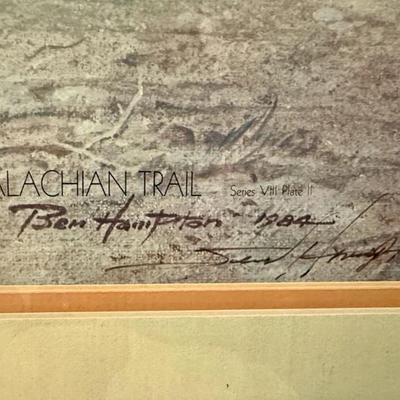 ALACHIAN TRAIL Series VIII Plate II
Ben Hampton 1984